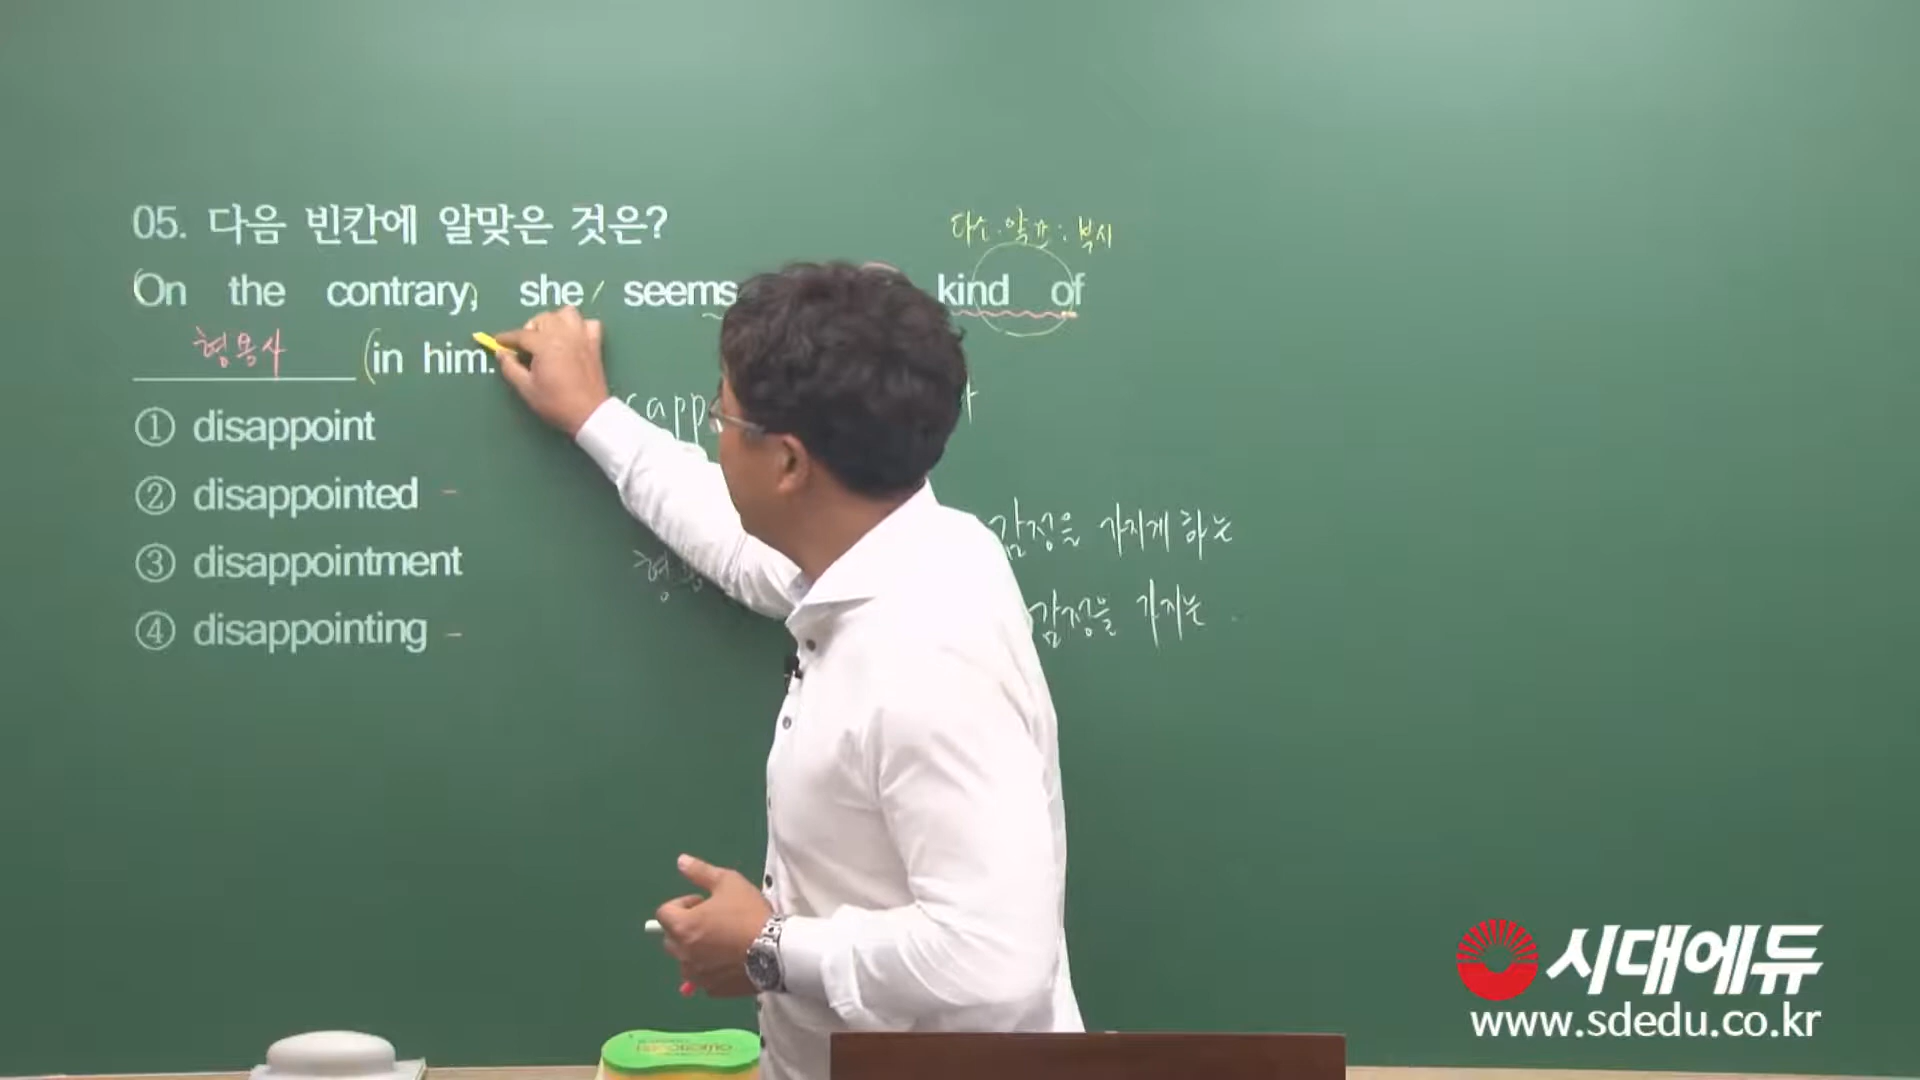 05. 다음 빈칸에 알맞은 것은?
다소·약간 : 부사
On the contrary, she seems kind of
형용사 (in him.
① disappoint
② disappointed
③ disappointment
④ disappointing
감정을 가지게 하는
감정을 가지는
시대에듀
www.sdedu.co.kr